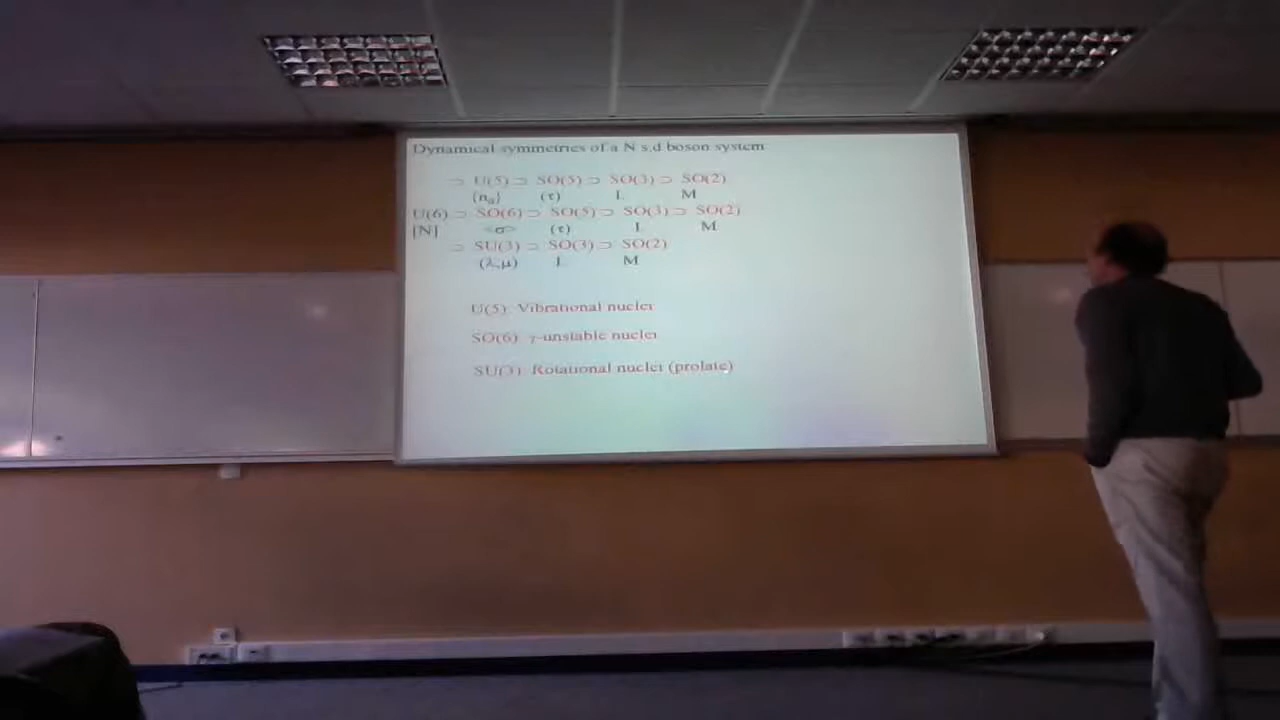 Dynamical symmetries of a N s,d boson system
⊃ U(5) ⊃ SO(5) ⊃ SO(3) ⊃ SO(2)
{n_d} (τ) L M
U(6) ⊃ SO(6) ⊃ SO(5) ⊃ SO(3) ⊃ SO(2)
[N] <σ> (τ) L M
⊃ SU(3) ⊃ SO(3) ⊃ SO(2)
(λ,μ) L M
U(5) Vibrational nuclei
SO(6) γ-unstable nuclei
SU(3) Rotational nuclei (prolate)